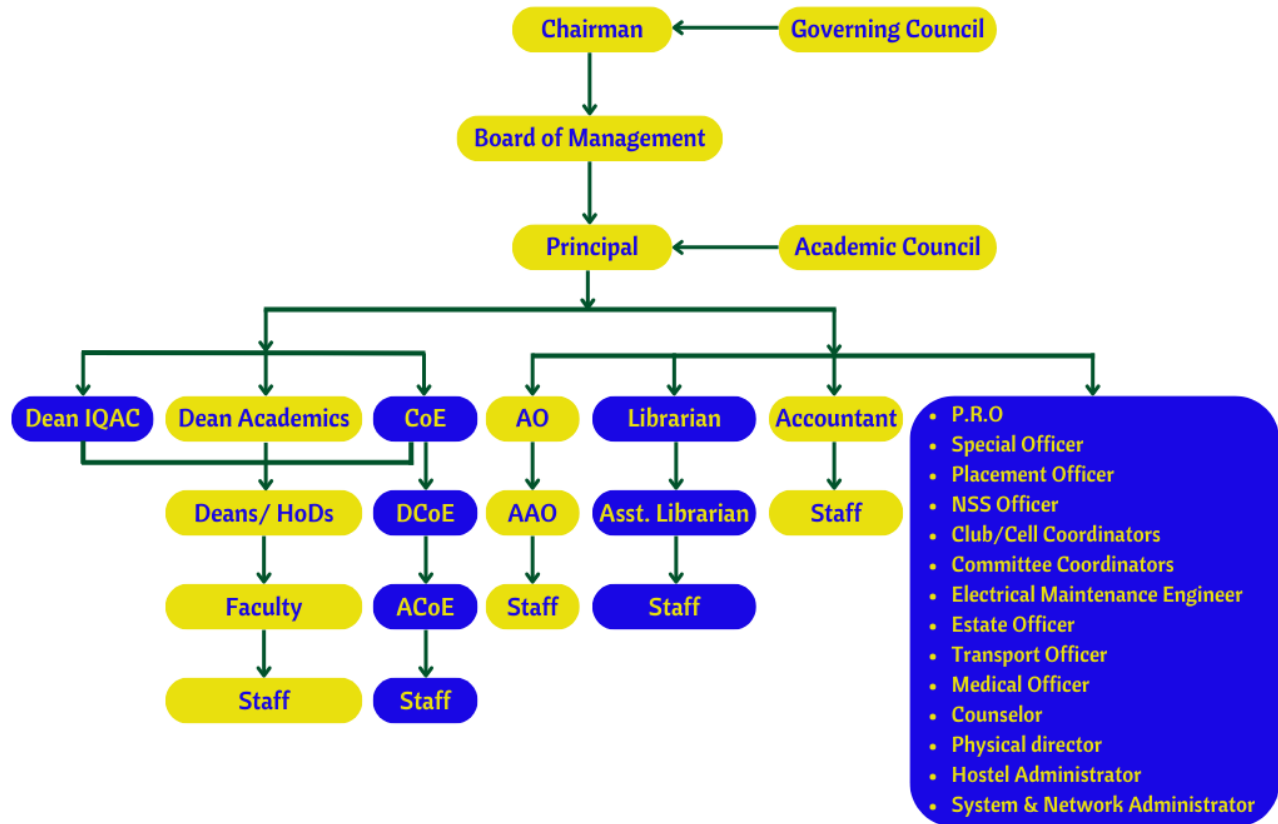 Chairman
Governing Council
Board of Management
Principal
Academic Council
Dean IQAC
Dean Academics
CoE
AO
Librarian
Accountant
Deans/ HoDs
DCoE
AAO
Asst. Librarian
Staff
Faculty
ACoE
Staff
Staff
Staff
Staff
• P.R.O
• Special Officer
• Placement Officer
• NSS Officer
• Club/Cell Coordinators
• Committee Coordinators
• Electrical Maintenance Engineer
• Estate Officer
• Transport Officer
• Medical Officer
• Counselor
• Physical director
• Hostel Administrator
• System & Network Administrator